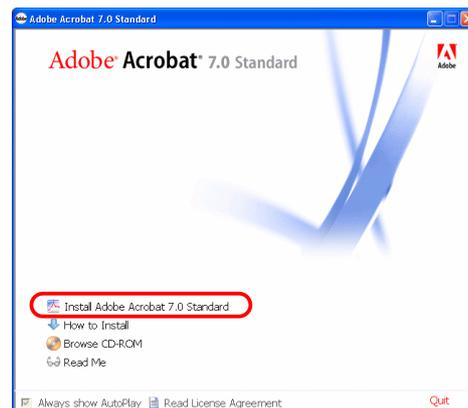 Adobe Acrobat 7.0 Standard
Adobe® Acrobat® 7.0 Standard
Adobe
Install Adobe Acrobat 7.0 Standard
How to Install
Browse CD-ROM
Read Me
Always show AutoPlay Read License Agreement Quit